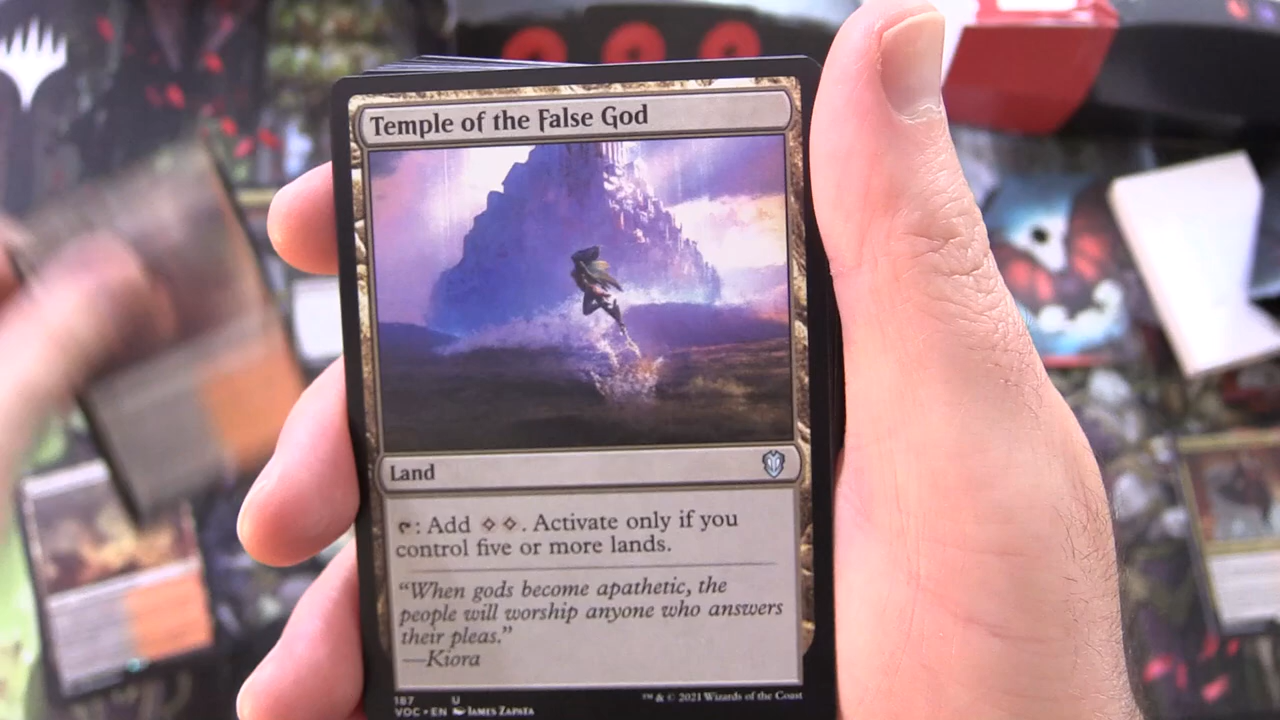 Temple of the False God
Land
: Add . Activate only if you
control five or more lands.
“When gods become apathetic, the
people will worship anyone who answers
their pleas.”
—Kiora
187 U
VOC • EN James Zapata
™ & © 2021 Wizards of the Coast